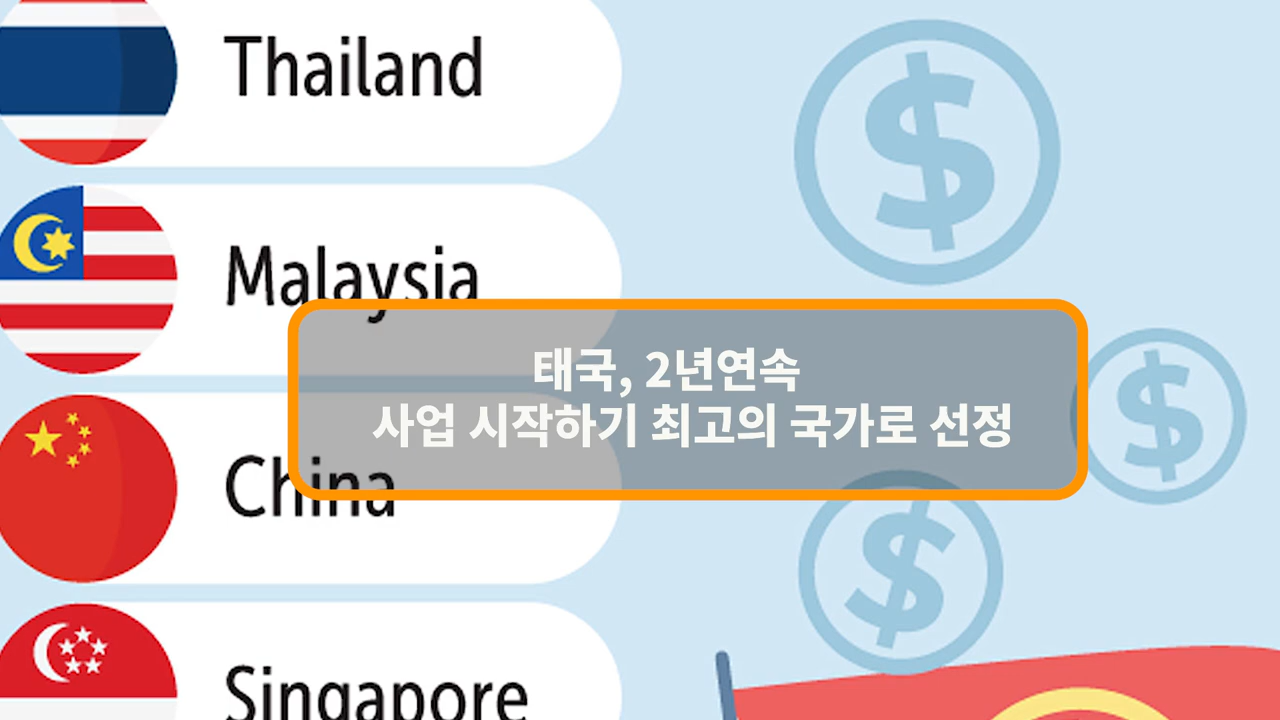 Thailand
Malaysia
태국, 2년연속
사업 시작하기 최고의 국가로 선정
China
Singapore